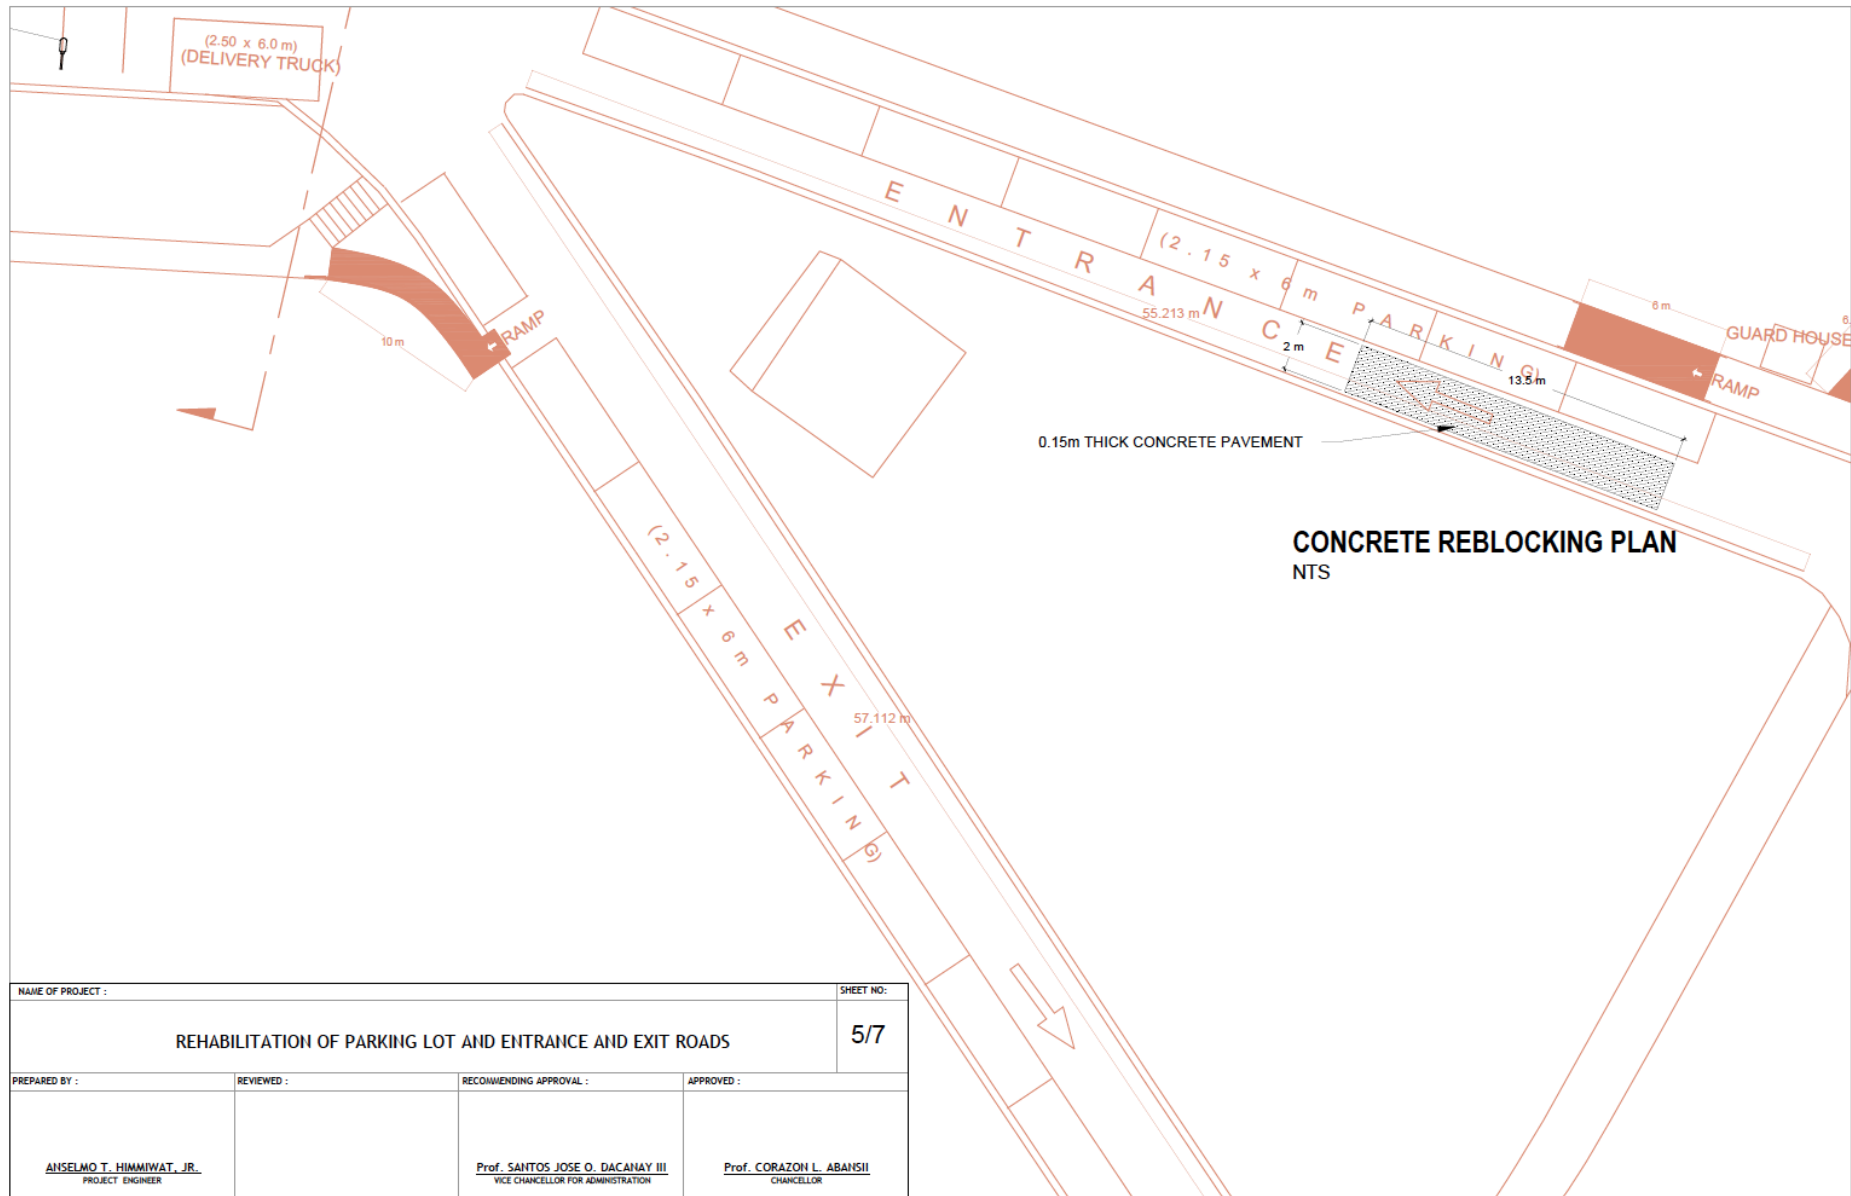 (2.50 x 6.0 m)
(DELIVERY TRUCK)
ENTRANCE
(2.15 x 6m PARKING)
55.213 m
2 m
13.5 m
6 m
GUARD HOUSE
6.
RAMP
RAMP
10 m
0.15m THICK CONCRETE PAVEMENT
CONCRETE REBLOCKING PLAN
NTS
(2.15 x 6m PARKING)
EXIT
57.112 m
NAME OF PROJECT :
SHEET NO:
REHABILITATION OF PARKING LOT AND ENTRANCE AND EXIT ROADS
5/7
PREPARED BY :
REVIEWED :
RECOMMENDING APPROVAL :
APPROVED :
ANSELMO T. HIMMIWAT, JR.
PROJECT ENGINEER
Prof. SANTOS JOSE O. DACANAY III
VICE CHANCELLOR FOR ADMINISTRATION
Prof. CORAZON L. ABANSII
CHANCELLOR